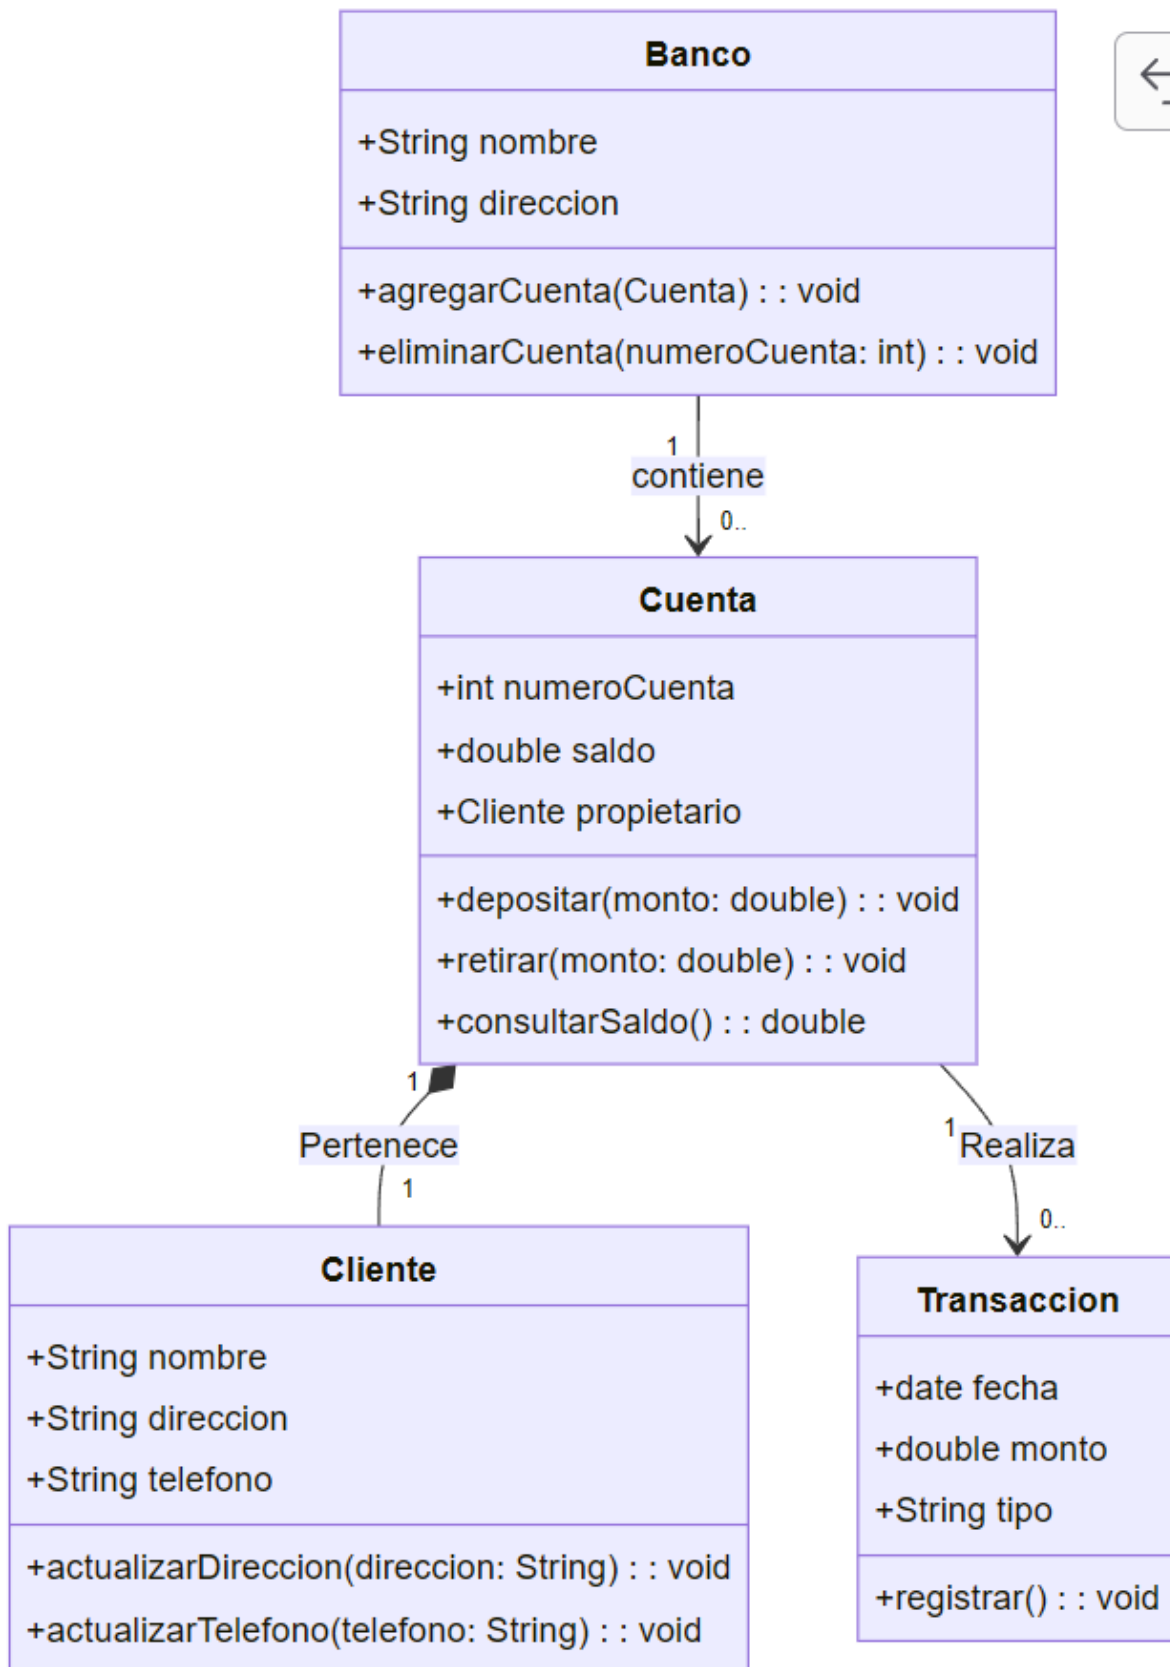 Banco
+String nombre
+String direccion
+agregarCuenta(Cuenta) : : void
+eliminarCuenta(numeroCuenta: int) : : void
1
contiene
0..
Cuenta
+int numeroCuenta
+double saldo
+Cliente propietario
+depositar(monto: double) : : void
+retirar(monto: double) : : void
+consultarSaldo() : : double
1
Pertenece
1
1
Realiza
0..
Cliente
+String nombre
+String direccion
+String telefono
+actualizarDireccion(direccion: String) : : void
+actualizarTelefono(telefono: String) : : void
Transaccion
+date fecha
+double monto
+String tipo
+registrar() : : void